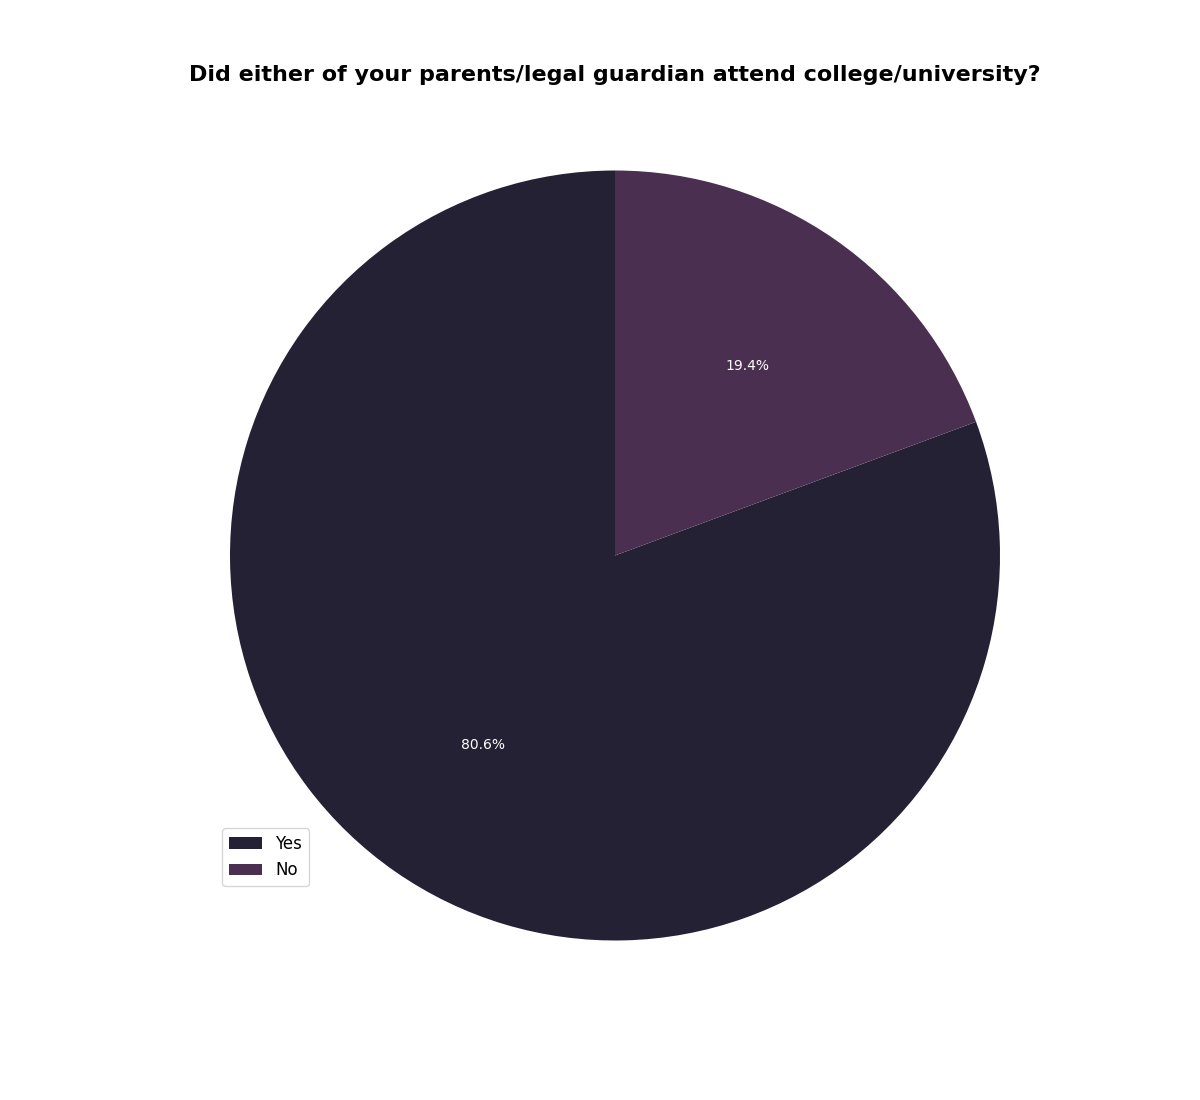 Did either of your parents/legal guardian attend college/university?
19.4%
80.6%
Yes
No